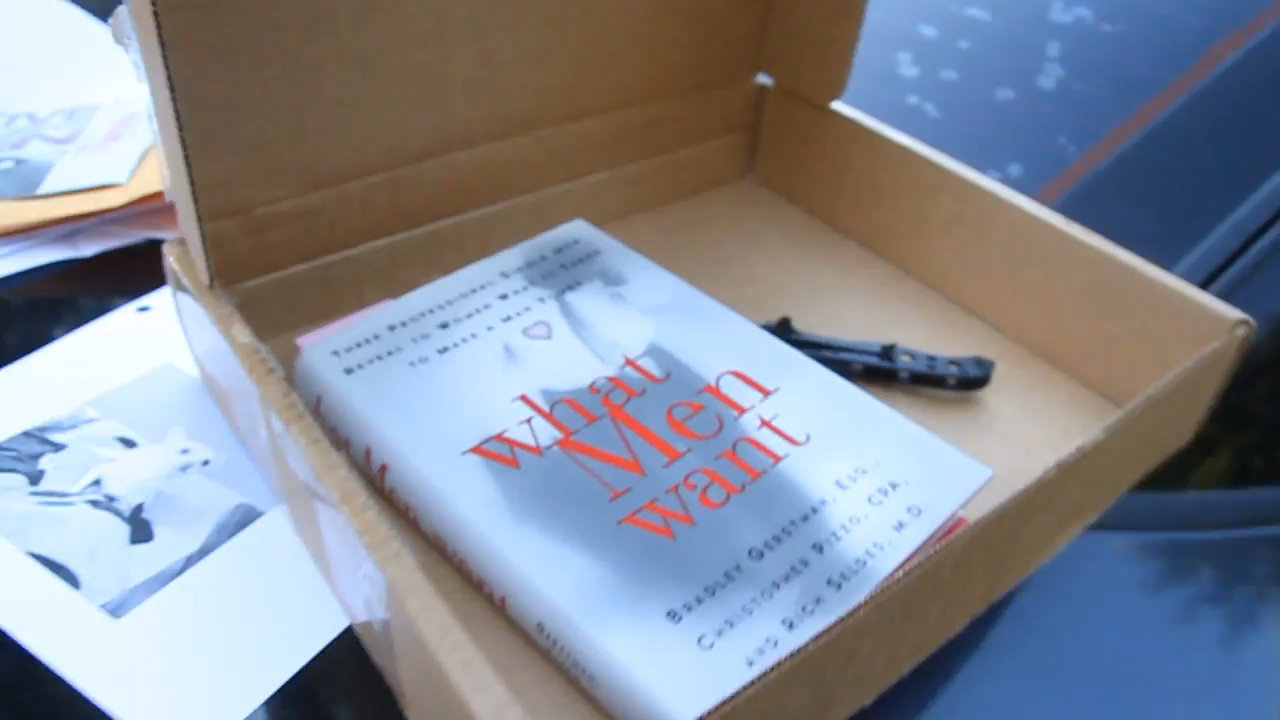 THREE PROFESSIONAL SINGLE MEN
REVEAL TO WOMEN WHAT IT TAKES
TO MAKE A MAN YOURS
what
Men
want
BRADLEY GERSTMAN, ESQ.,
CHRISTOPHER PIZZO, CPA,
AND RICH SELDES, M.D.